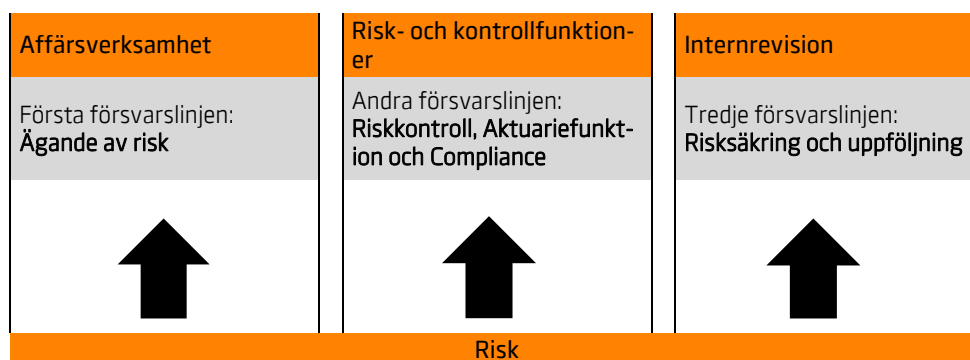 Affärsverksamhet
Första försvarslinjen:
Ägande av risk
Risk- och kontrollfunktion-
er
Andra försvarslinjen:
Riskkontroll, Aktuariefunkt-
ion och Compliance
Internrevision
Tredje försvarslinjen:
Risksäkring och uppföljning
Risk